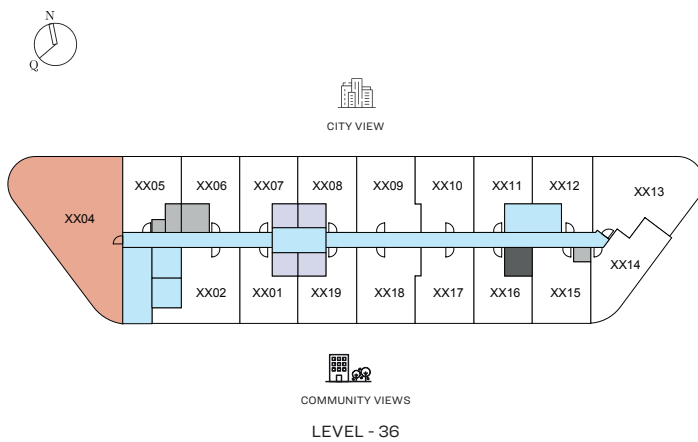 N
Q
CITY VIEW
XX05 XX06 XX07 XX08 XX09 XX10 XX11 XX12
XX13
XX04
XX14
XX02 XX01 XX19 XX18 XX17 XX16 XX15
COMMUNITY VIEWS
LEVEL - 36